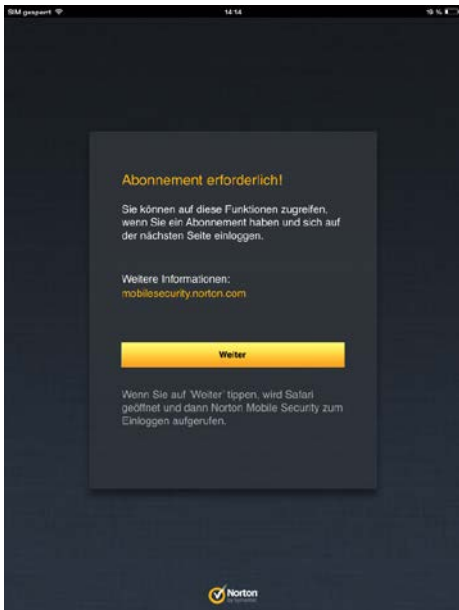 SIM gesperrt
14:14
19 %
Abonnement erforderlich!
Sie können auf diese Funktionen zugreifen,
wenn Sie ein Abonnement haben und sich auf
der nächsten Seite einloggen.
Weitere Informationen:
mobilesecurity.norton.com
Weiter
Wenn Sie auf 'Weiter' tippen, wird Safari
geöffnet und dann Norton Mobile Security zum
Einloggen aufgerufen.
Norton
by Symantec